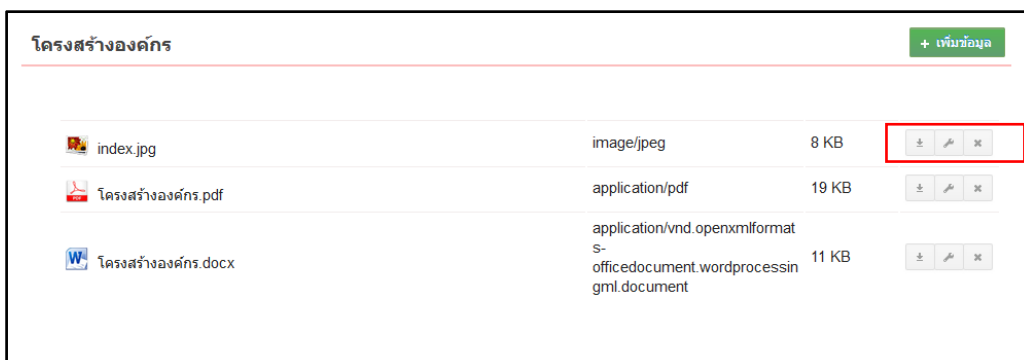 โครงสร้างองค์กร
+ เพิ่มข้อมูล
index.jpg image/jpeg 8 KB
PDF โครงสร้างองค์กร.pdf application/pdf 19 KB
application/vnd.openxmlformat
s-
W โครงสร้างองค์กร.docx officedocument.wordprocessin 11 KB
gml.document